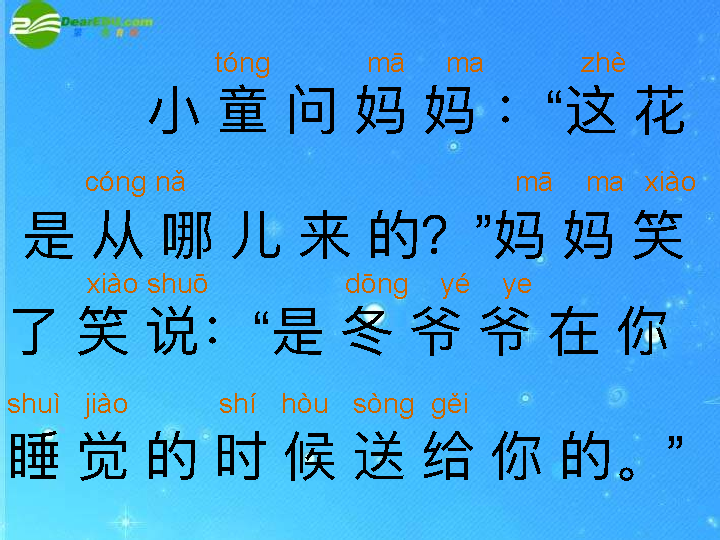 DearEDU.com
tóng mā ma zhè
小童问妈妈：“这花
cóng nǎ mā ma xiào
是从哪儿来的？”妈妈笑
xiào shuō dōng yé ye
了笑说：“是冬爷爷在你
shuì jiào shí hòu sòng gěi
睡觉的时候送给你的。”